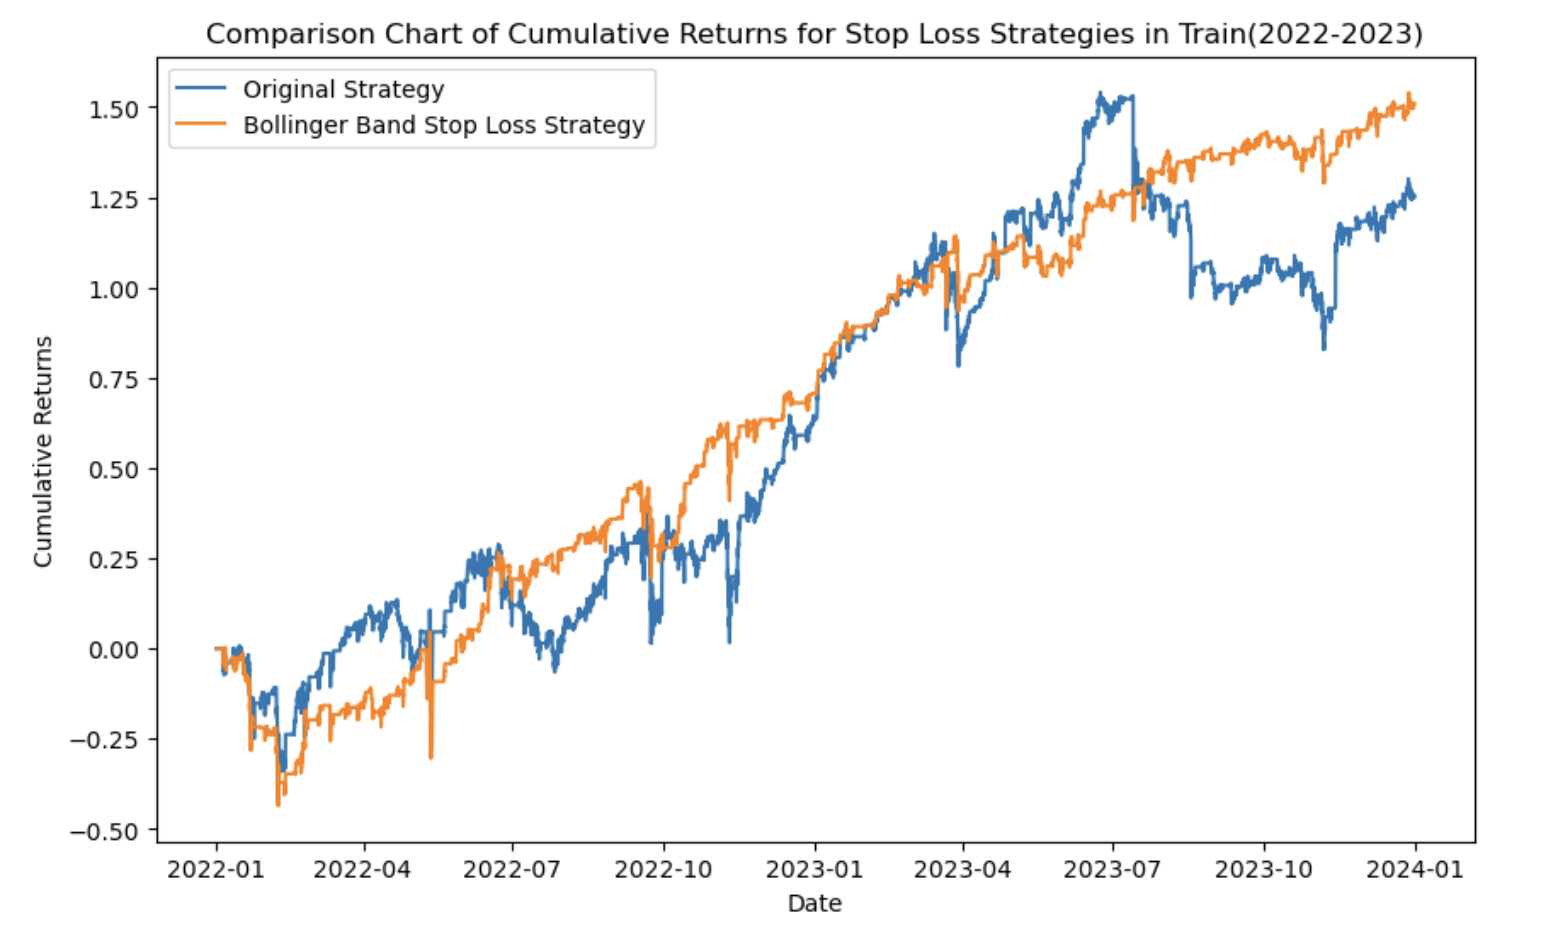 Comparison Chart of Cumulative Returns for Stop Loss Strategies in Train(2022-2023)
Original Strategy
Bollinger Band Stop Loss Strategy
Cumulative Returns
1.50
1.25
1.00
0.75
0.50
0.25
0.00
−0.25
−0.50
2022-01 2022-04 2022-07 2022-10 2023-01 2023-04 2023-07 2023-10 2024-01
Date